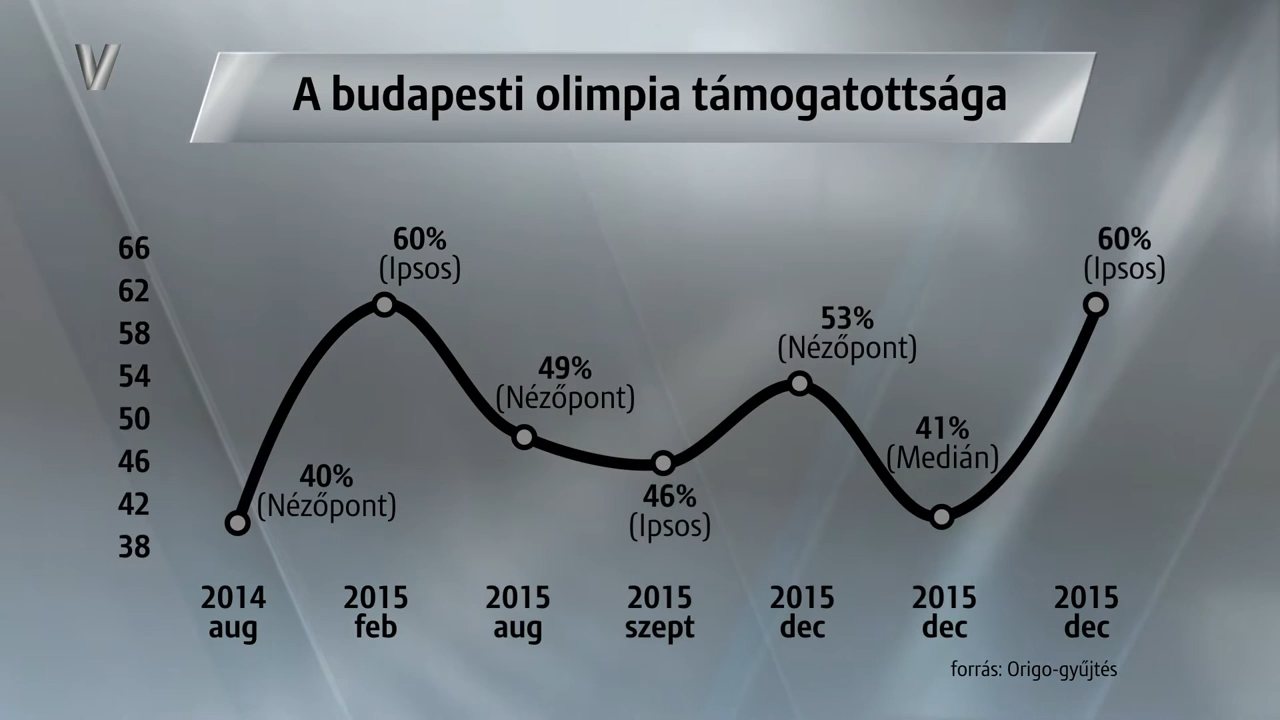 V
A budapesti olimpia támogatottsága
66
62
58
54
50
46
42
38
40%
(Nézőpont)
60%
(Ipsos)
49%
(Nézőpont)
46%
(Ipsos)
53%
(Nézőpont)
41%
(Medián)
60%
(Ipsos)
2014
aug
2015
feb
2015
aug
2015
szept
2015
dec
2015
dec
2015
dec
forrás: Origo-gyűjtés